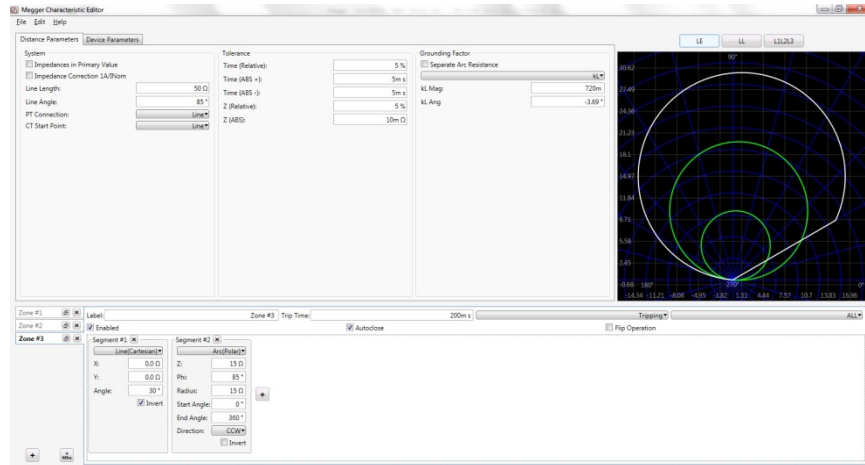 Megger Characteristic Editor
File Edit Help
Distance Parameters Device Parameters
System
Impedances in Primary Value
Impedance Correction 1A/INom
Line Length: 50 Ω
Line Angle: 85 °
PT Connection: Line
CT Start Point: Line
Tolerance
Time (Relative): 5 %
Time (ABS +): 5m s
Time (ABS -): 5m s
Z (Relative): 5 %
Z (ABS): 10m Ω
Grounding Factor
Separate Arc Resistance
kL
kL Mag: 720m
kL Ang -3.69 °
LE LL L1L2L3
90°
30.62
27.49
24.36
21.23
18.1
14.97
11.84
8.71
5.58
2.45
-0.68 180° 270° 0°
-14.34 -11.21 -8.08 -4.95 -1.82 1.31 4.44 7.57 10.7 13.83 16.96
Zone #1
Zone #2
Zone #3
Label: Zone #3 Trip Time: 200m s Tripping ALL
Enabled Autoclose Flip Operation
Segment #1
Line(Cartesian)
X: 0.0 Ω
Y: 0.0 Ω
Angle: 30 °
Invert
Segment #2
Arc(Polar)
Z: 15 Ω
Phi: 85 °
Radius: 15 Ω
Start Angle: 0 °
End Angle: 360 °
Direction: CCW
Invert
+
+
Mho